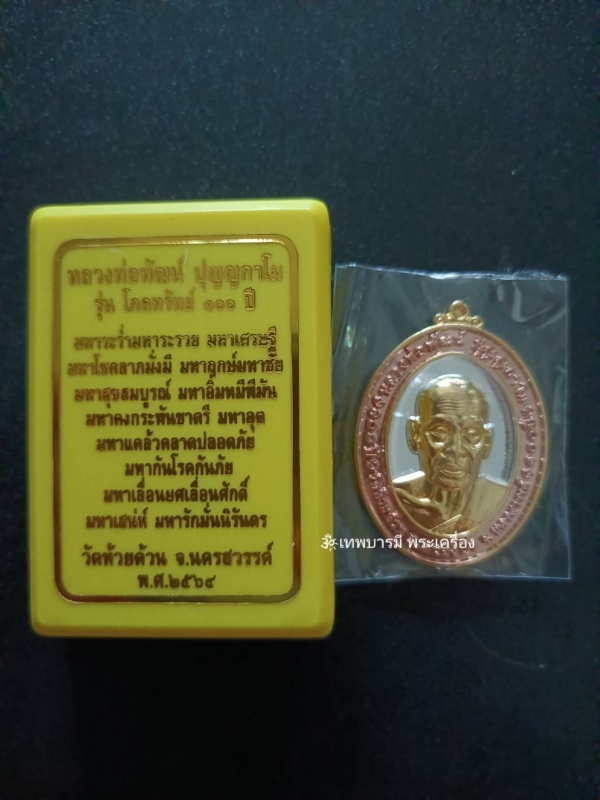 หลวงพ่อพัฒน์ ปุญญกาโม
รุ่น โภคทรัพย์ ๑๐๐ ปี
มหาระร่ำมหาระรวย มหาเศรษฐี
มหาโชคลาภมั่งมี มหาฤกษ์มหาชัย
มหาสุขสมบูรณ์ มหาอิ่มหมีพีมัน
มหาคงกระพันชาตรี มหาอุต
มหาแคล้วคลาดปลอดภัย
มหากันโรคกันภัย
มหาเลื่อนยศเลื่อนศักดิ์
มหาเสน่ห์ มหารักมั่นนิรันดร
วัดห้วยด้วน จ.นครสวรรค์
พ.ศ.๒๕๖๔
เทพบารมี พระเครื่อง